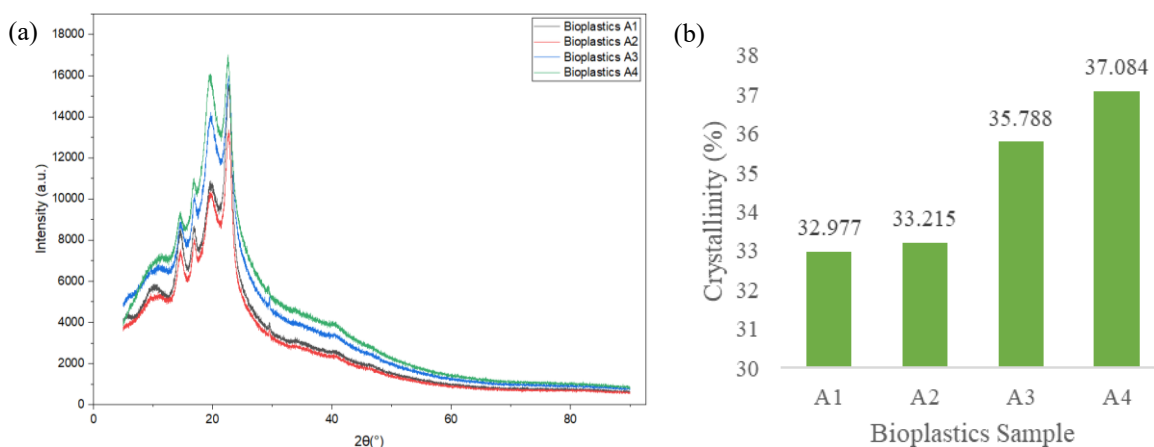 (a)
Bioplastics A1
Bioplastics A2
Bioplastics A3
Bioplastics A4
Intensity (a.u.)
18000
16000
14000
12000
10000
8000
6000
4000
2000
0
0 20 40 60 80
2θ(°)
(b)
Crystallinity (%)
38
37
36
35
34
33
32
31
30
32.977
33.215
35.788
37.084
A1 A2 A3 A4
Bioplastics Sample